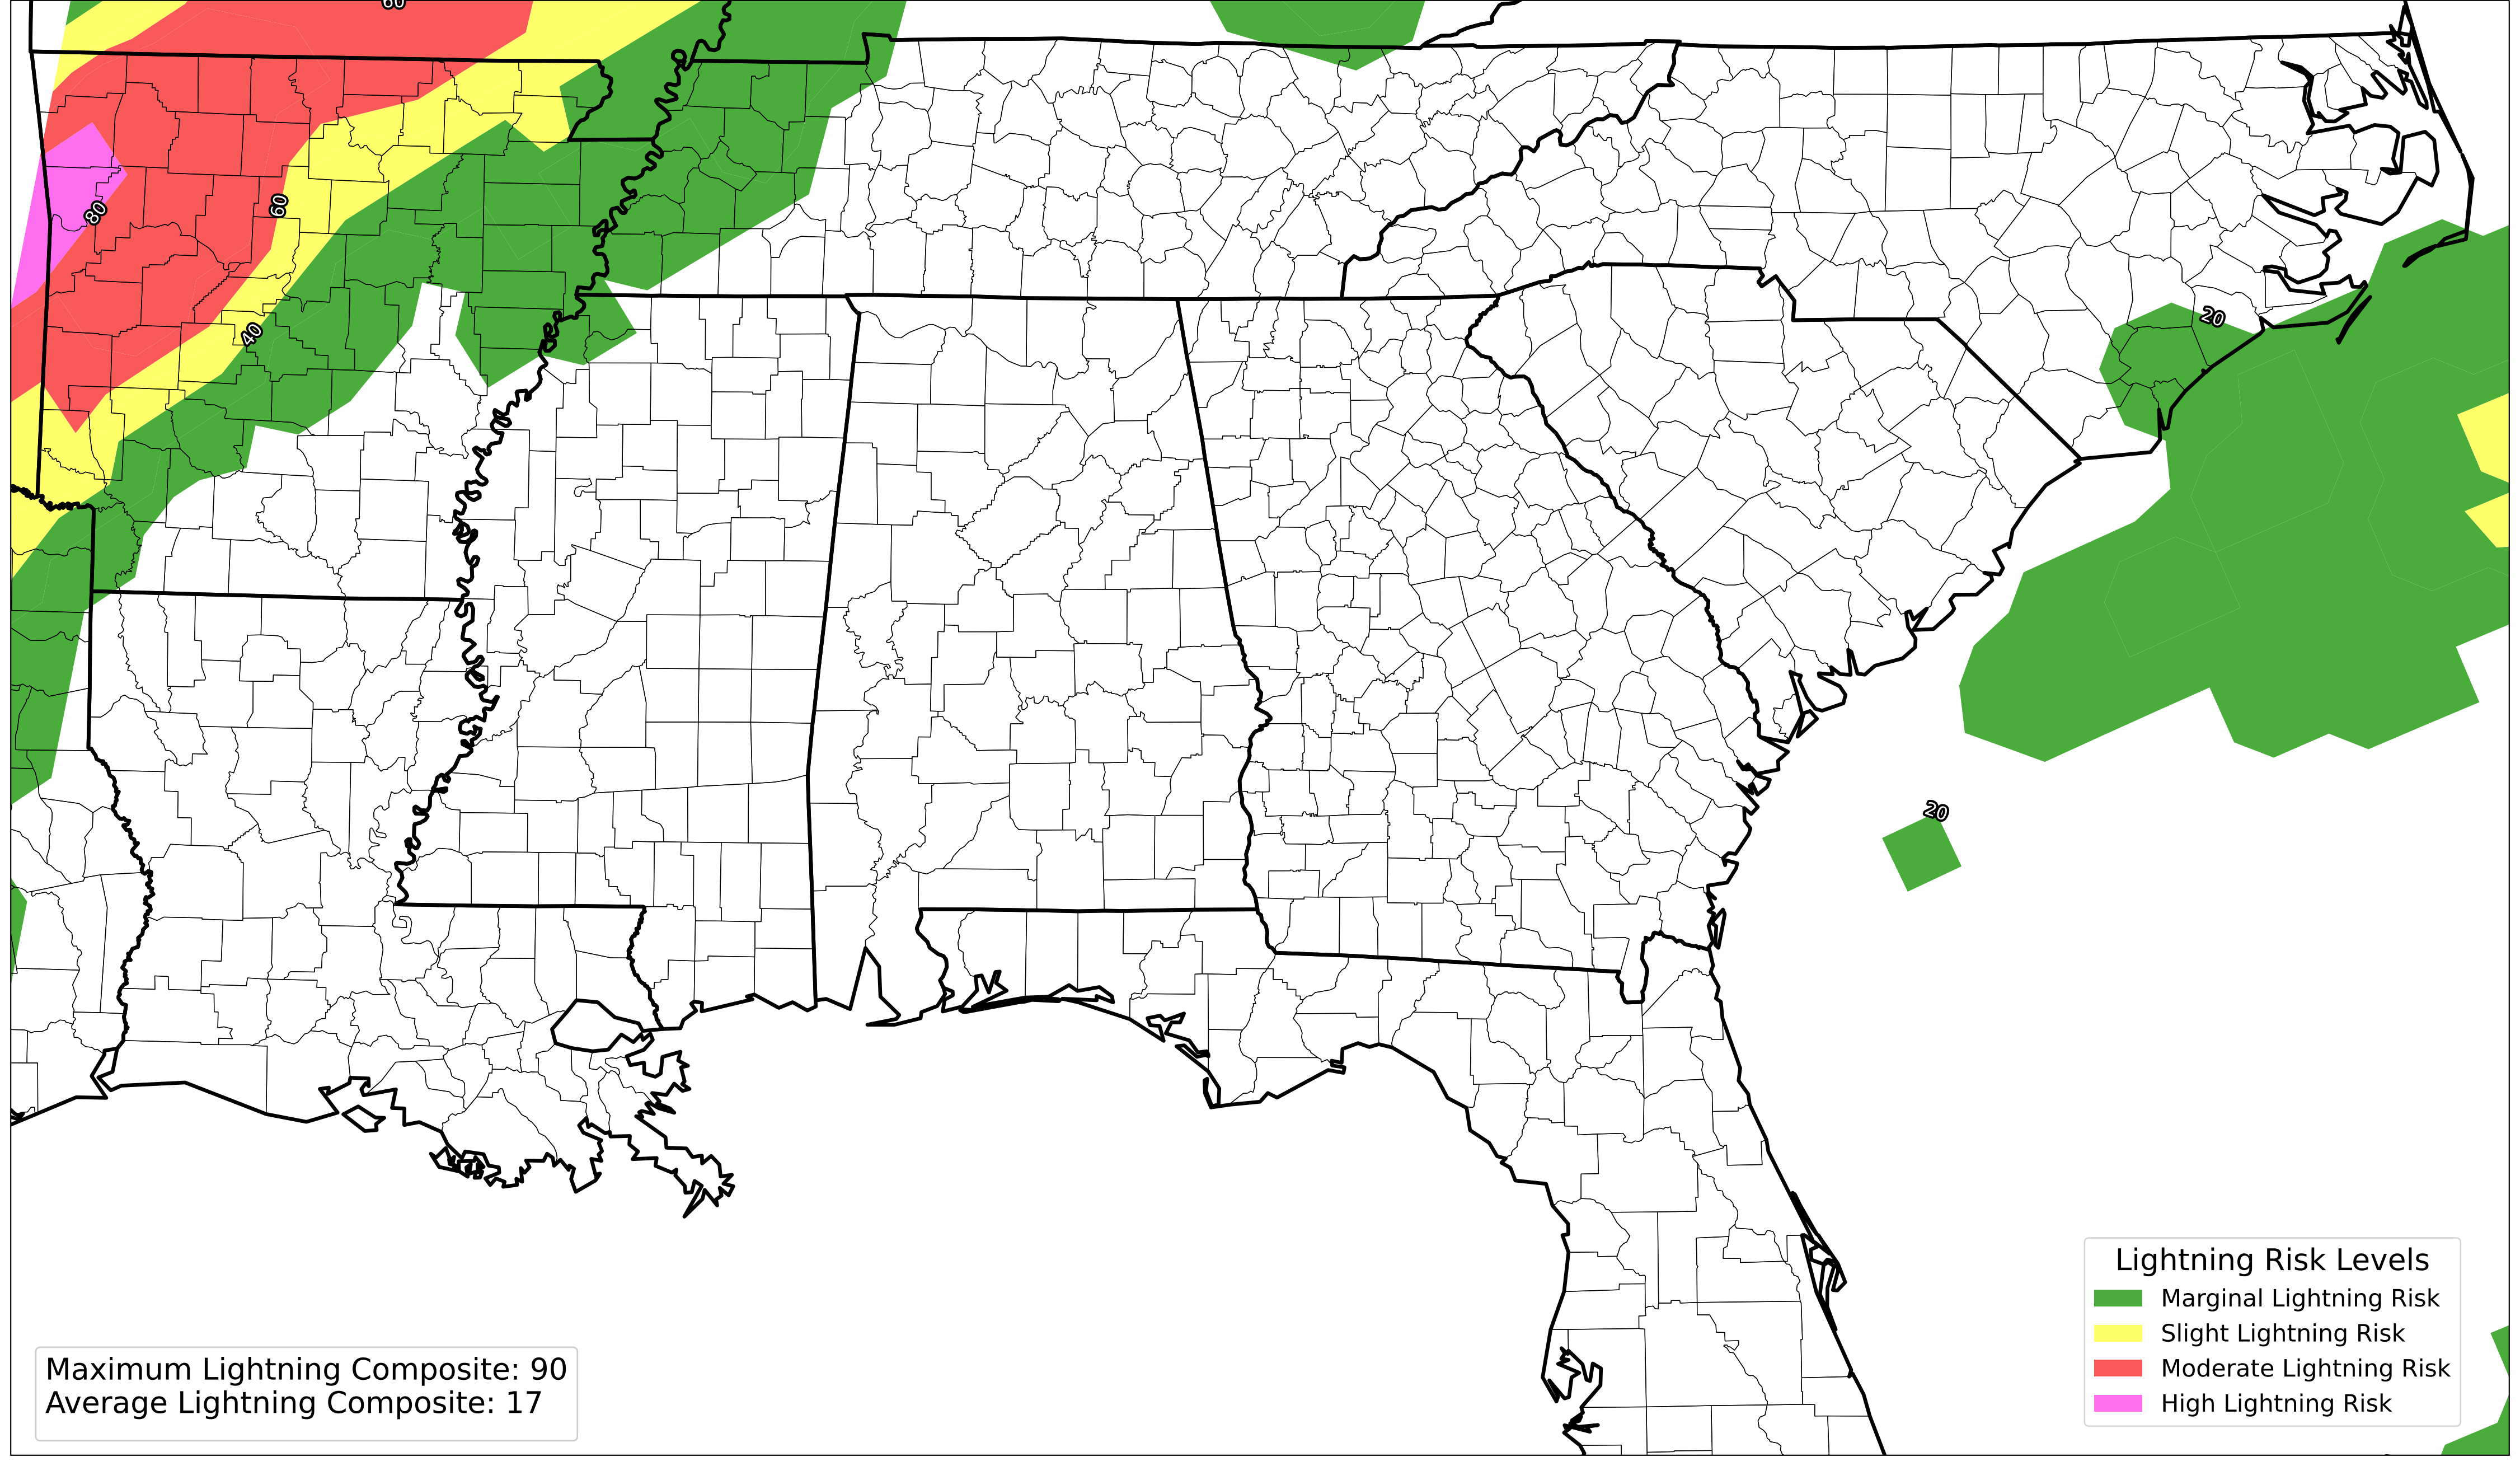 60
80
60
40
20
20
Lightning Risk Levels
Marginal Lightning Risk
Slight Lightning Risk
Moderate Lightning Risk
High Lightning Risk
Maximum Lightning Composite: 90
Average Lightning Composite: 17